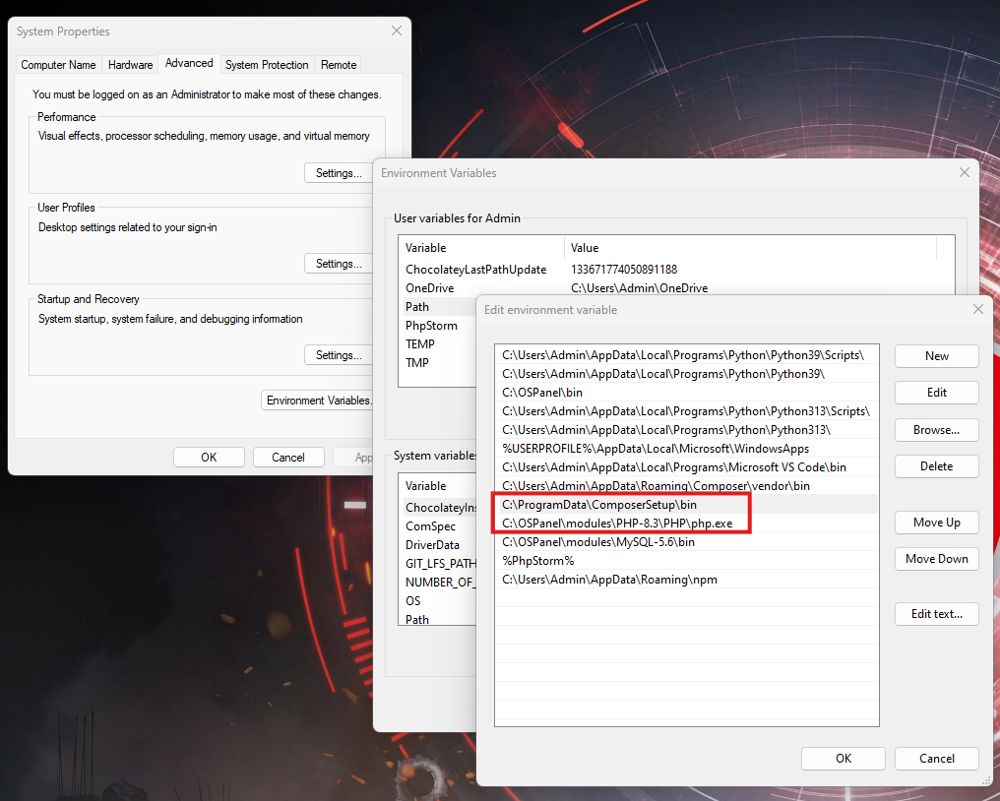 System Properties
Computer Name Hardware Advanced System Protection Remote
You must be logged on as an Administrator to make most of these changes.
Performance
Visual effects, processor scheduling, memory usage, and virtual memory
Settings...
User Profiles
Desktop settings related to your sign-in
Settings...
Startup and Recovery
System startup, system failure, and debugging information
Settings...
Environment Variables.
OK Cancel App
Environment Variables
User variables for Admin
Variable Value
ChocolateyLastPathUpdate 133671774050891188
OneDrive C:\Users\Admin\OneDrive
Path
PhpStorm
TEMP
TMP
System variables
Variable
ChocolateyIns
ComSpec
DriverData
GIT_LFS_PATH
NUMBER_OF_
OS
Path
Edit environment variable
C:\Users\Admin\AppData\Local\Programs\Python\Python39\Scripts\
C:\Users\Admin\AppData\Local\Programs\Python\Python39\
C:\OSPanel\bin
C:\Users\Admin\AppData\Local\Programs\Python\Python313\Scripts\
C:\Users\Admin\AppData\Local\Programs\Python\Python313\
%USERPROFILE%\AppData\Local\Microsoft\WindowsApps
C:\Users\Admin\AppData\Local\Programs\Microsoft VS Code\bin
C:\Users\Admin\AppData\Roaming\Composer\vendor\bin
C:\ProgramData\ComposerSetup\bin
C:\OSPanel\modules\PHP-8.3\PHP\php.exe
C:\OSPanel\modules\MySQL-5.6\bin
%PhpStorm%
C:\Users\Admin\AppData\Roaming\npm
New
Edit
Browse...
Delete
Move Up
Move Down
Edit text...
OK Cancel